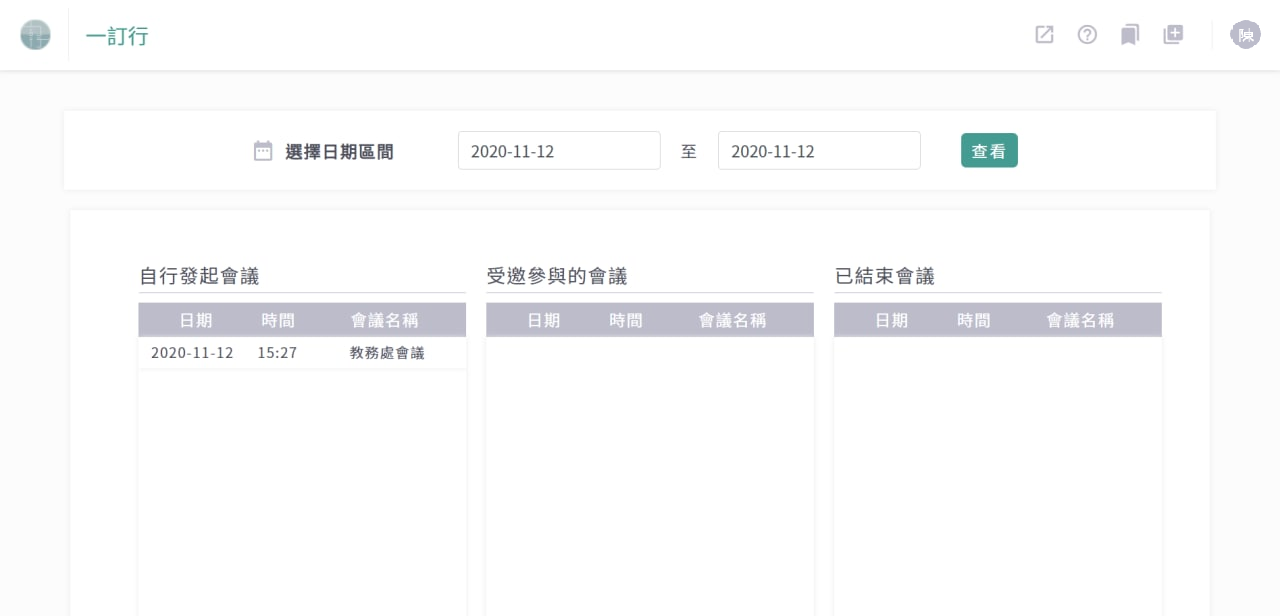 一訂行
陳
選擇日期區間 2020-11-12 至 2020-11-12 查看
自行發起會議
日期 時間 會議名稱
2020-11-12 15:27 教務處會議
受邀參與的會議
日期 時間 會議名稱
已結束會議
日期 時間 會議名稱